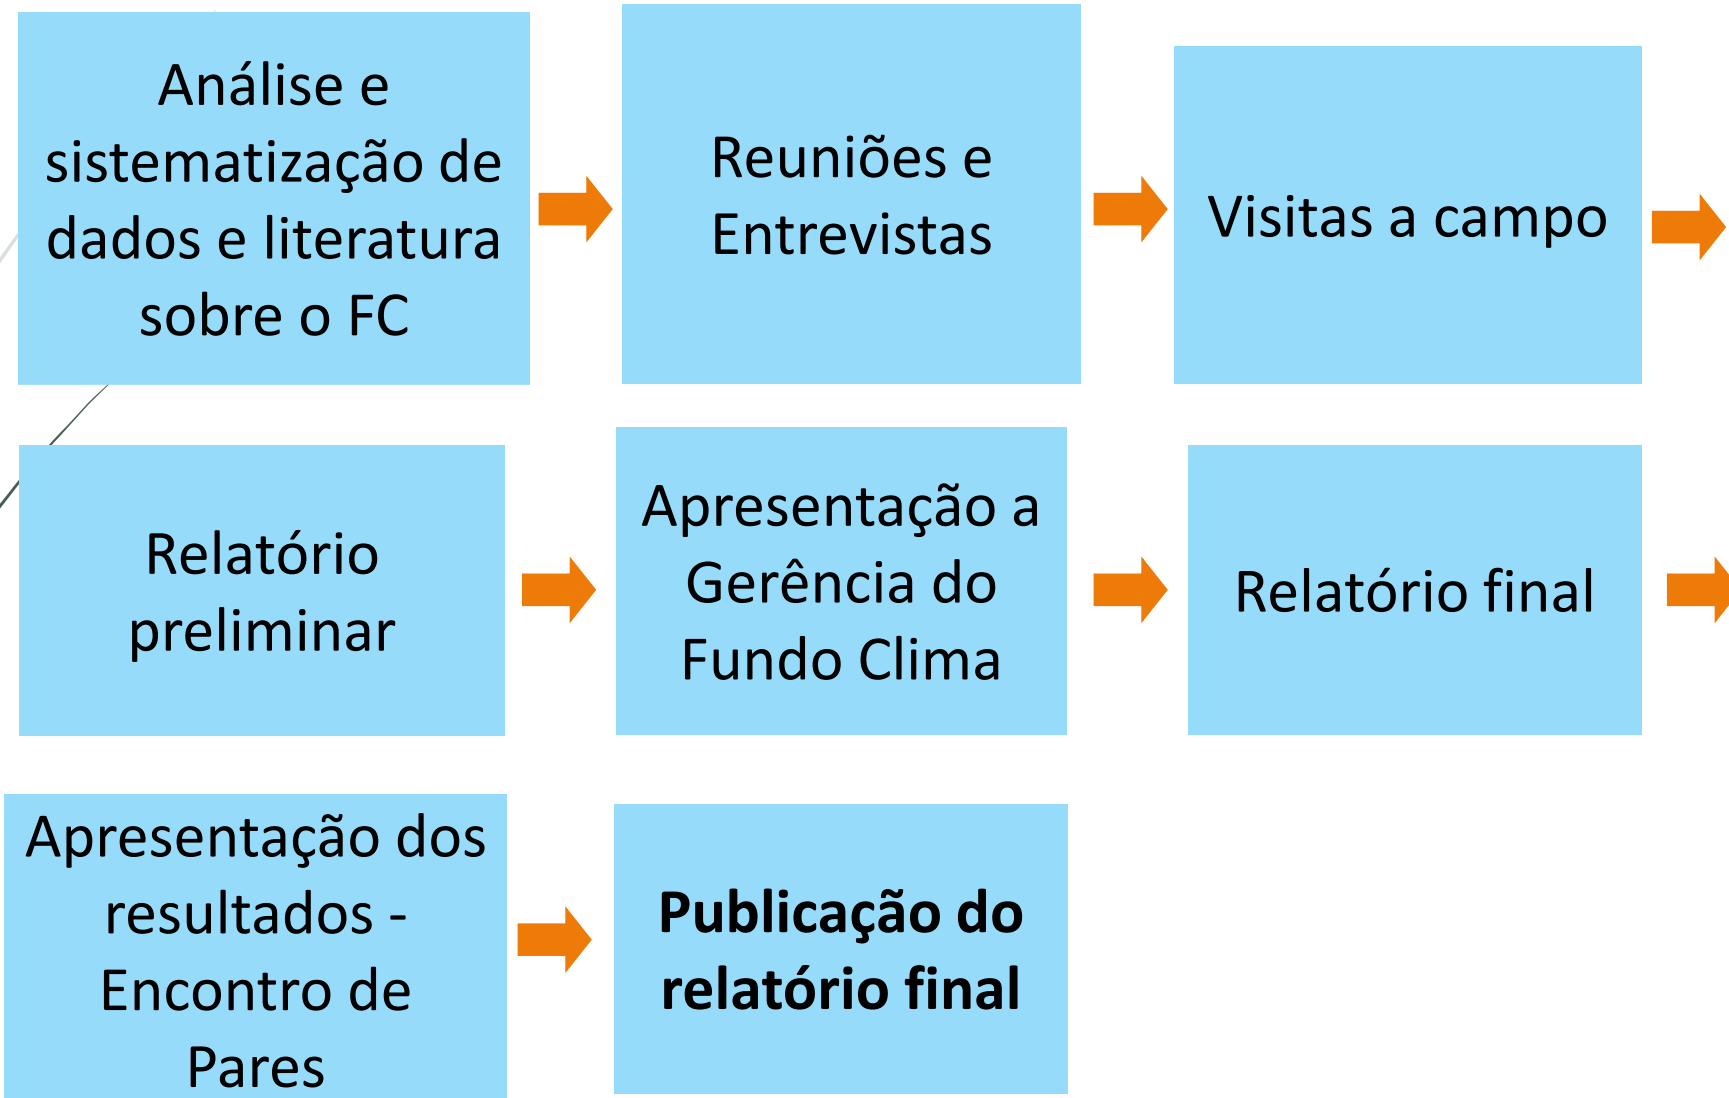 Análise e
sistematização de
dados e literatura
sobre o FC
Reuniões e
Entrevistas
Visitas a campo
Relatório
preliminar
Apresentação a
Gerência do
Fundo Clima
Relatório final
Apresentação dos
resultados -
Encontro de
Pares
Publicação do
relatório final